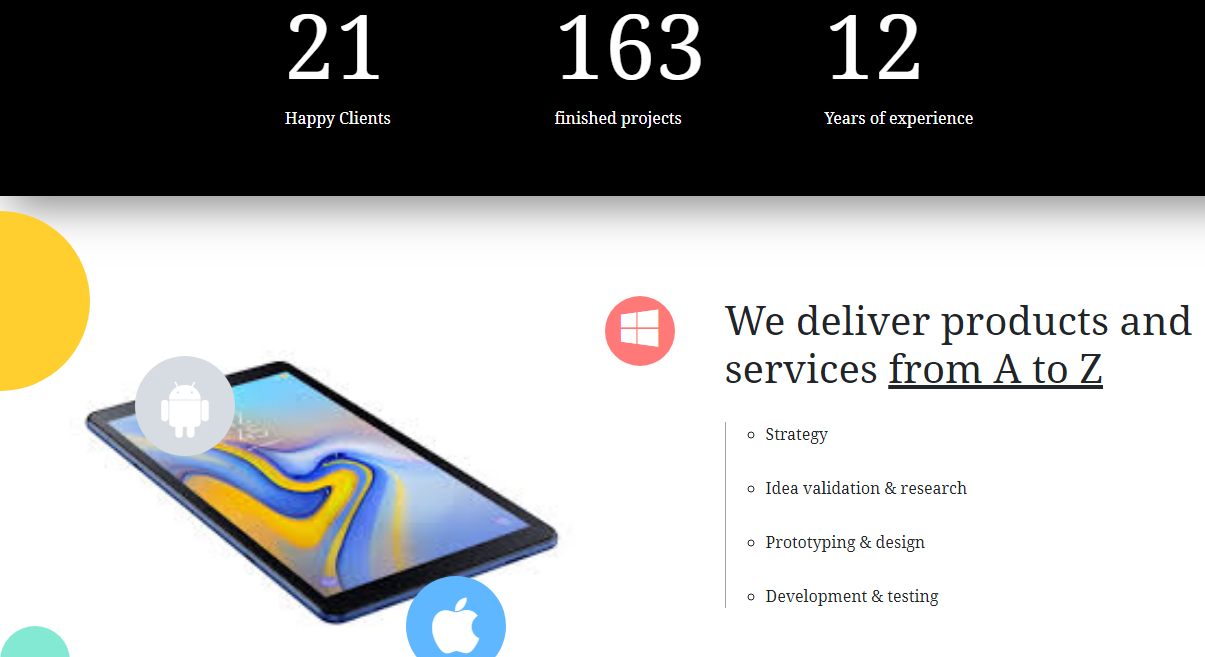 21
163
12
Happy Clients
finished projects
Years of experience
We deliver products and
services from A to Z
Strategy
Idea validation & research
Prototyping & design
Development & testing